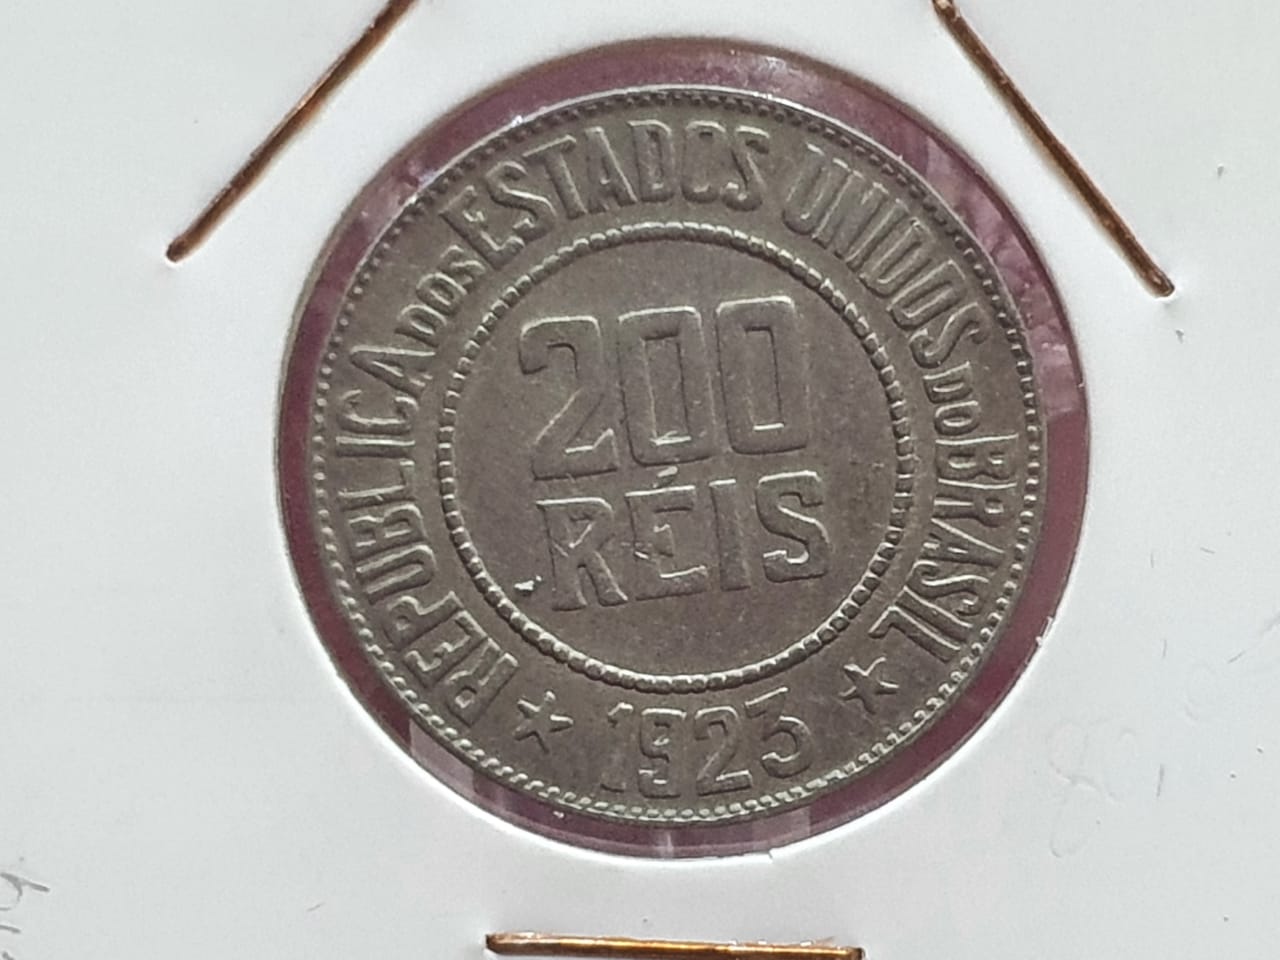 REPUBLICA DOS ESTADOS UNIDOS DO BRASIL
200
RÉIS
☆ 1923 ☆